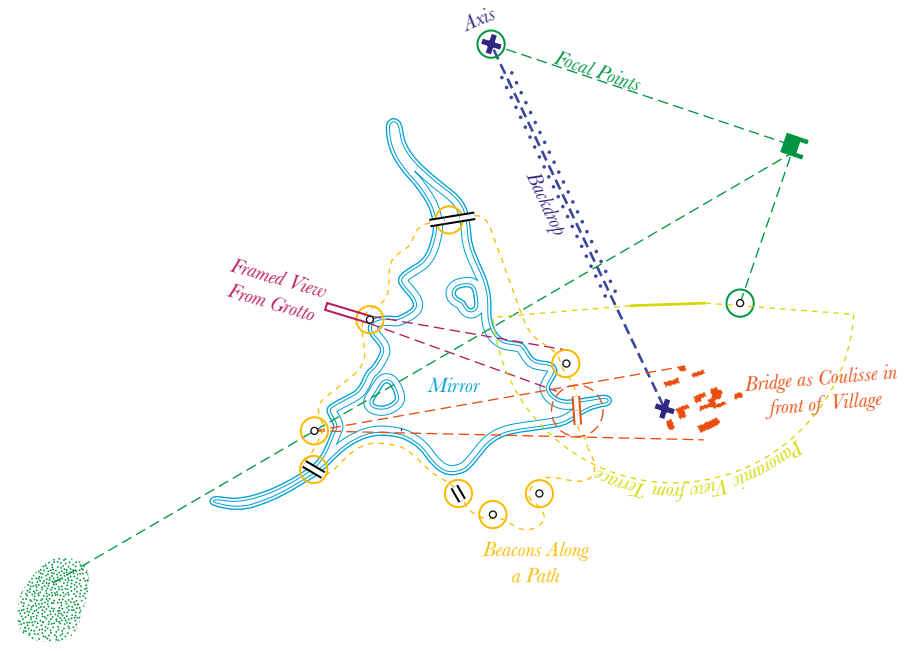 Axis
Focal Points
Backdrop
Framed View
From Grotto
Mirror
Bridge as Coulisse in
front of Village
Panoramic View from Terrace
Beacons Along
a Path